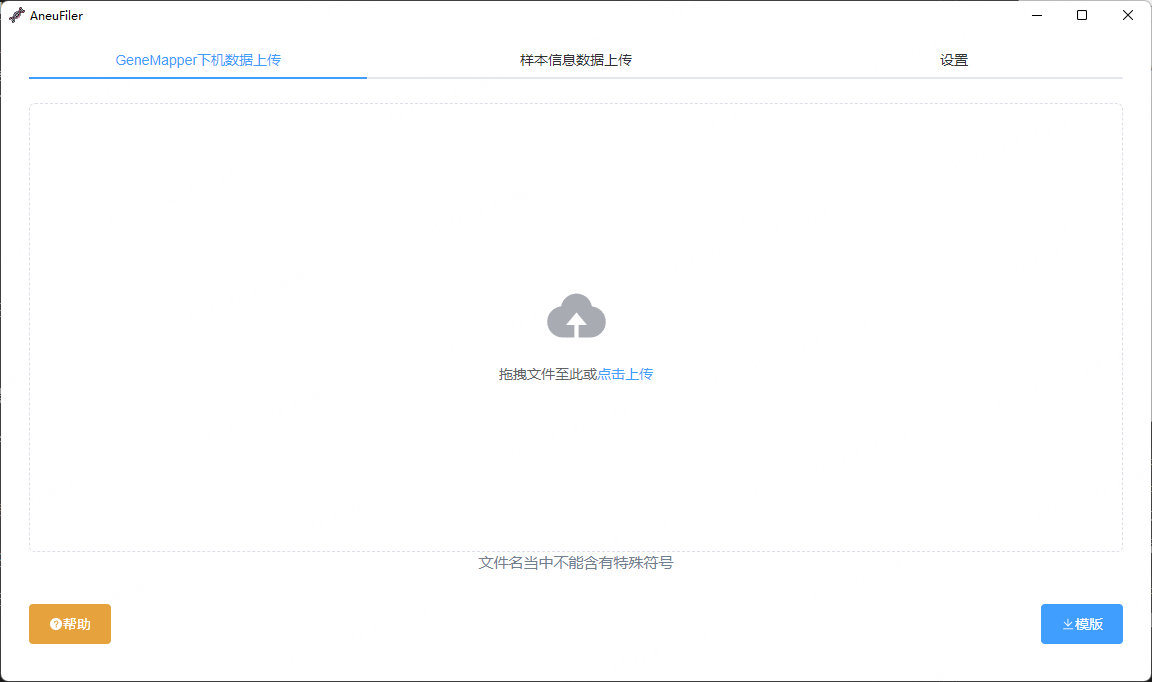 AneuFiler
GeneMapper下机数据上传
样本信息数据上传
设置
拖拽文件至此或点击上传
文件名当中不能含有特殊符号
帮助
模版